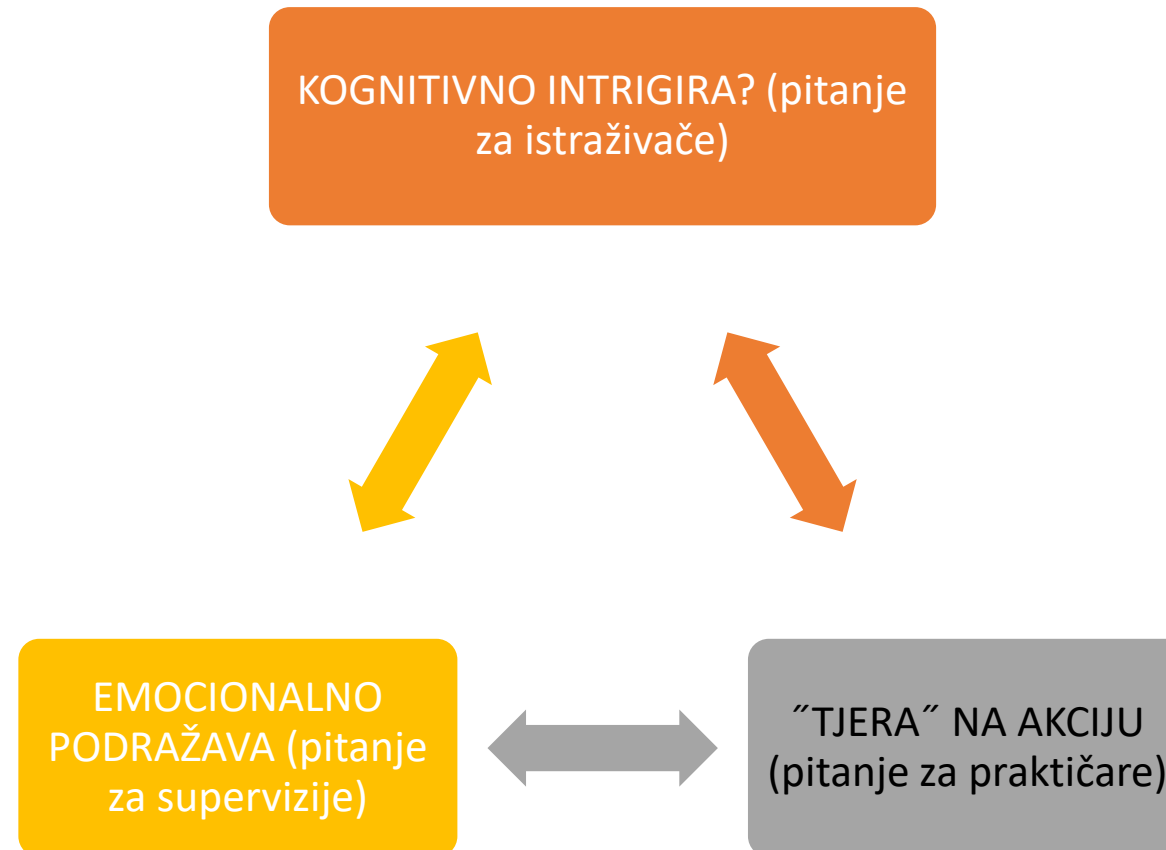 KOGNITIVNO INTRIGIRA? (pitanje
za istraživače)
EMOCIONALNO
PODRAŽAVA (pitanje
za supervizije)
˝TJERA˝ NA AKCIJU
(pitanje za praktičare)